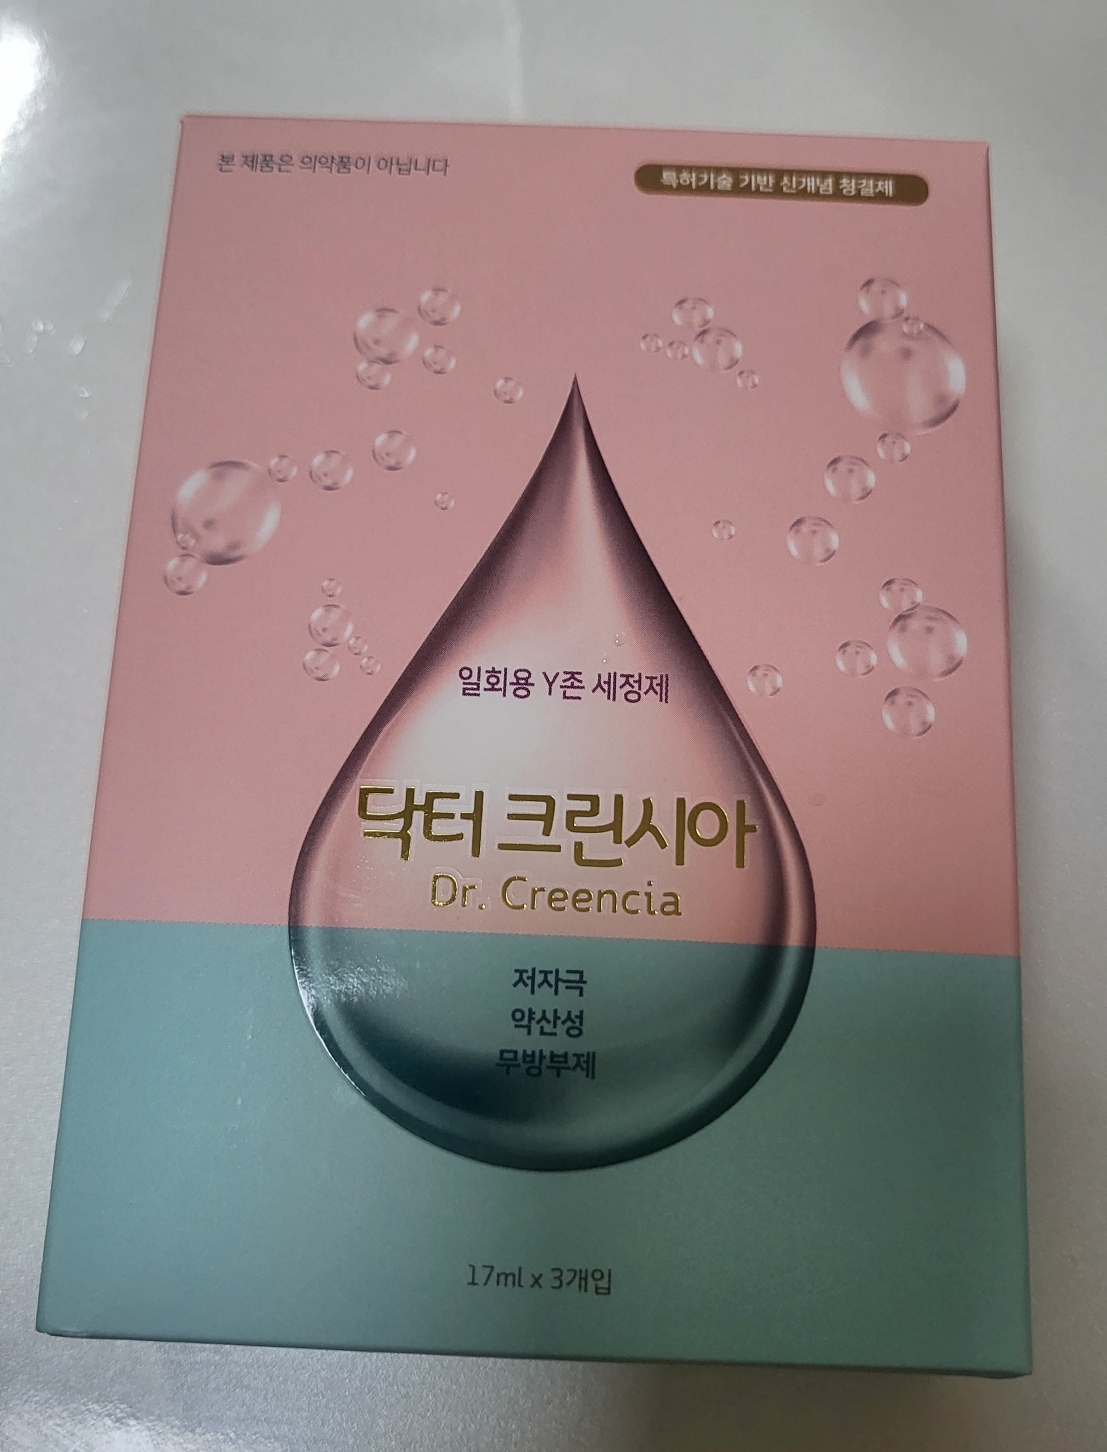 본 제품은 의약품이 아닙니다
특허기술 기반 신개념 청결제
일회용 Y존 세정제
닥터 크린시아
Dr. Creencia
저자극
약산성
무방부제
17ml x 3개입